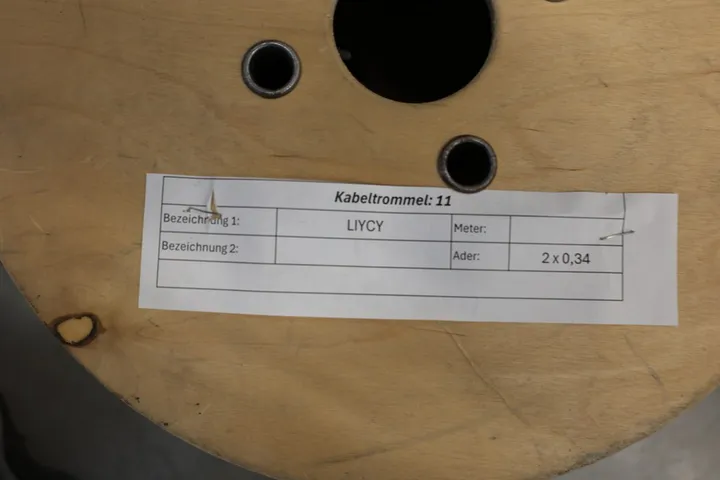 Kabeltrommel: 11
Bezeichnung 1: LIYCY Meter:
Bezeichnung 2: Ader: 2 x 0,34